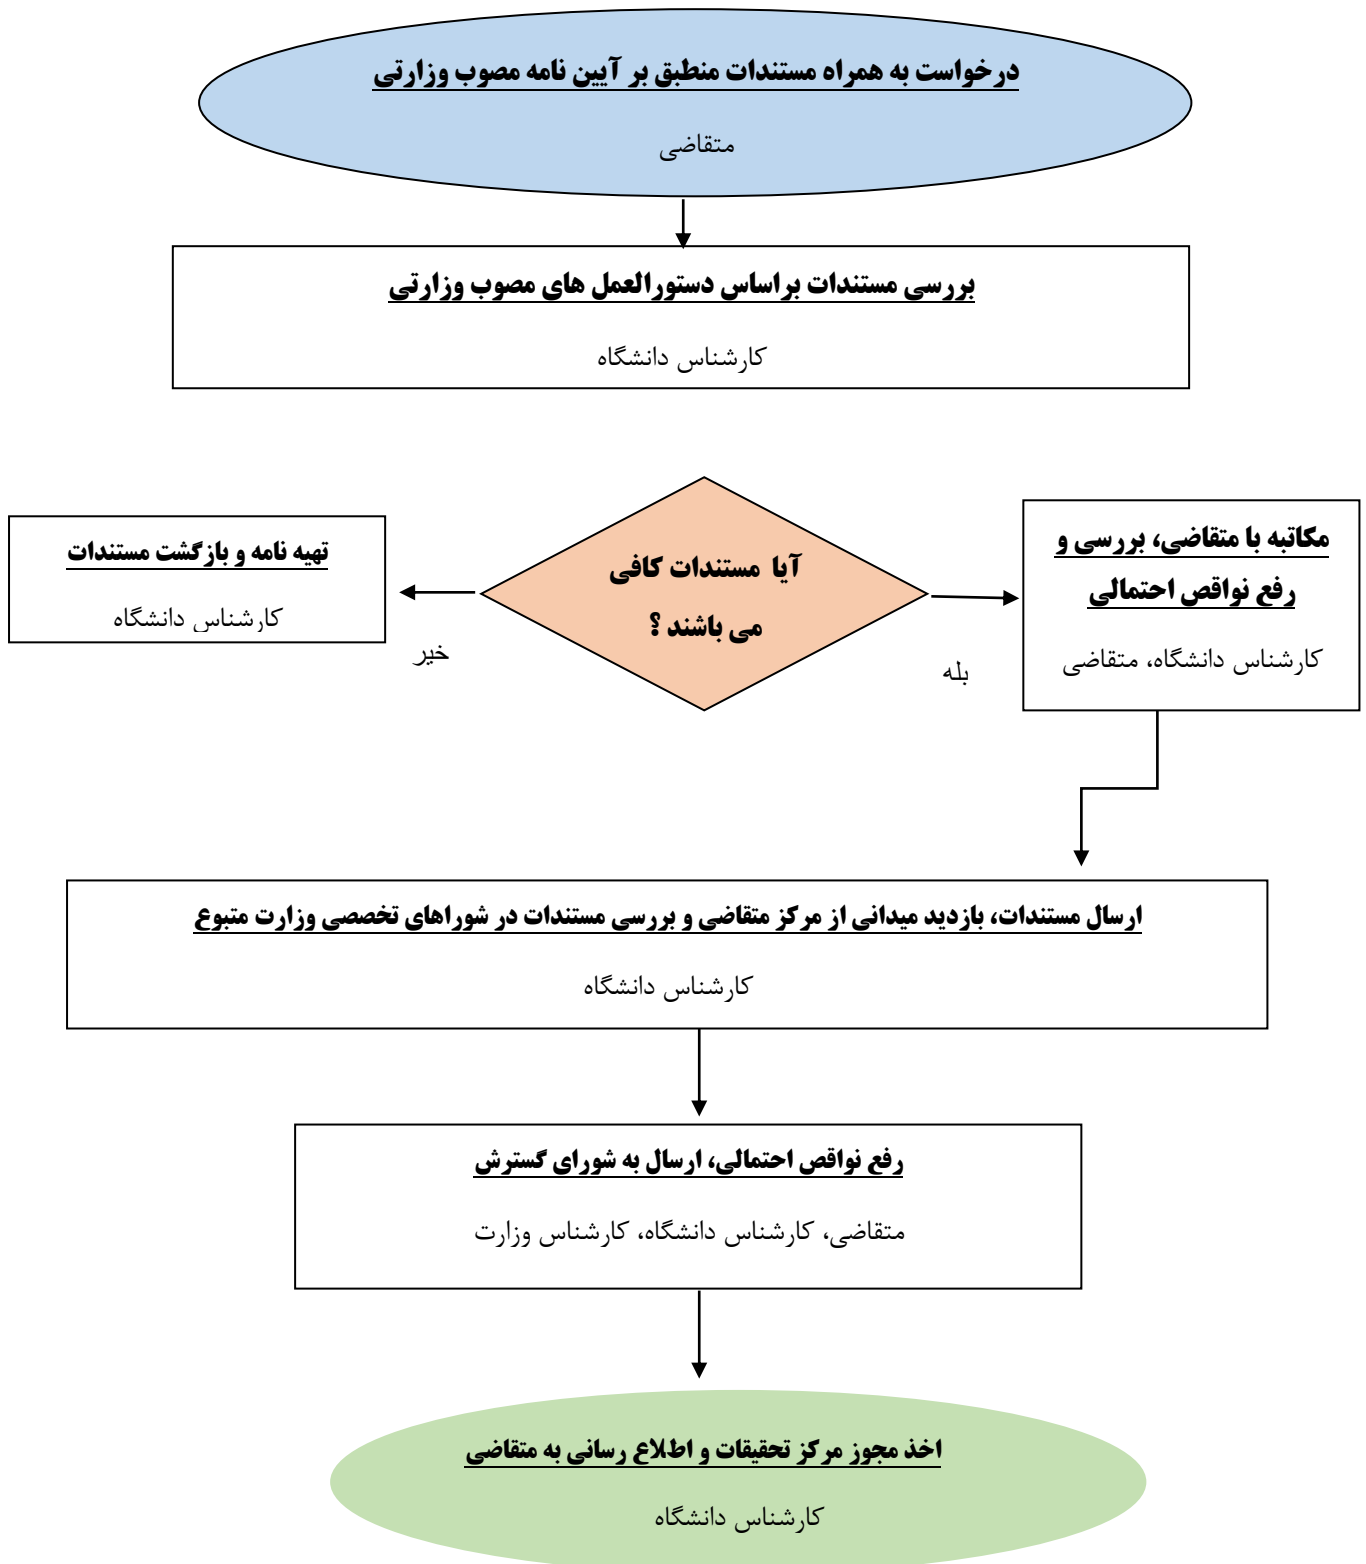 درخواست به همراه مستندات منطبق بر آیین نامه مصوب وزارتی
متقاضی
بررسی مستندات براساس دستورالعمل های مصوب وزارتی
کارشناس دانشگاه
مکاتبه با متقاضی، بررسی و
رفع نواقص احتمالی
کارشناس دانشگاه، متقاضی
آیا مستندات کافی
می باشند ؟
تهیه نامه و بازگشت مستندات
کارشناس دانشگاه
بله
خیر
ارسال مستندات، بازدید میدانی از مرکز متقاضی و بررسی مستندات در شوراهای تخصصی وزارت متبوع
کارشناس دانشگاه
رفع نواقص احتمالی، ارسال به شورای گسترش
متقاضی، کارشناس دانشگاه، کارشناس وزارت
اخذ مجوز مرکز تحقیقات و اطلاع رسانی به متقاضی
کارشناس دانشگاه